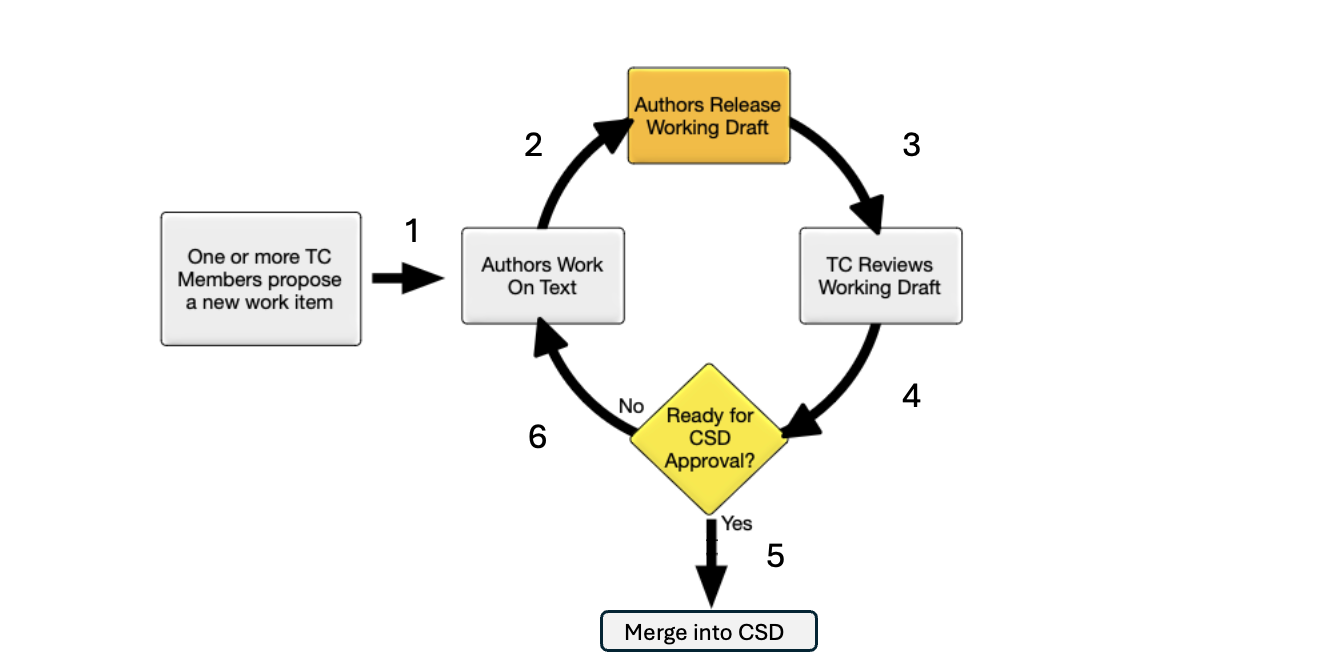 Authors Release
Working Draft
2
3
1
One or more TC
Members propose
a new work item
Authors Work
On Text
TC Reviews
Working Draft
4
No
6
Ready for
CSD
Approval?
Yes
5
Merge into CSD